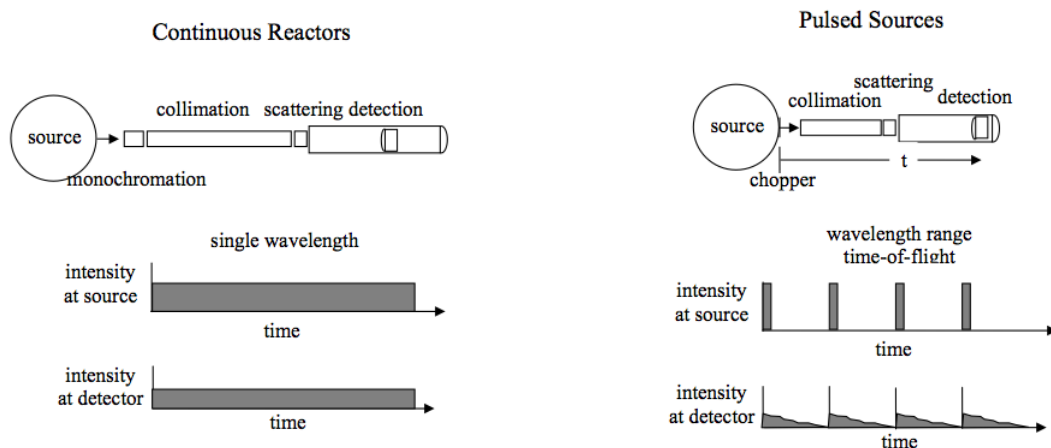 Continuous Reactors
collimation scattering detection
source
monochromation
single wavelength
intensity
at source
time
intensity
at detector
time
Pulsed Sources
scattering
collimation detection
source
t
chopper
wavelength range
time-of-flight
intensity
at source
time
intensity
at detector
time